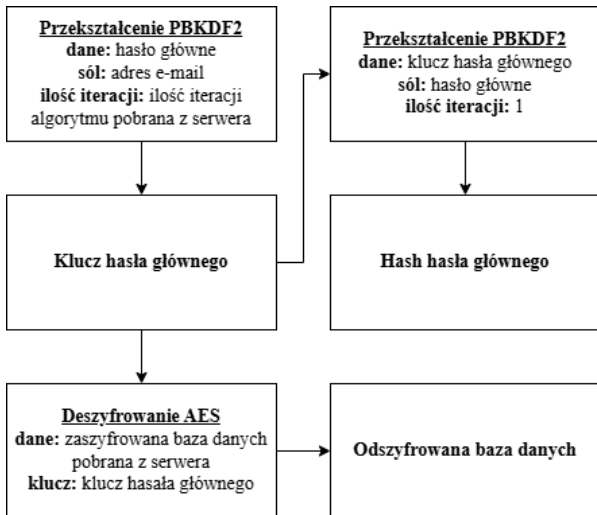 Przekształcenie PBKDF2
dane: hasło główne
sól: adres e-mail
ilość iteracji: ilość iteracji
algorytmu pobrana z serwera
Przekształcenie PBKDF2
dane: klucz hasła głównego
sól: hasło główne
ilość iteracji: 1
Klucz hasła głównego
Hash hasła głównego
Deszyfrowanie AES
dane: zaszyfrowana baza danych
pobrana z serwera
klucz: klucz hasała głównego
Odszyfrowana baza danych